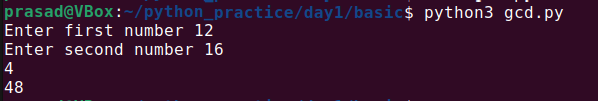 prasad@VBox:~/python_practice/day1/basic$ python3 gcd.py
Enter first number 12
Enter second number 16
4
48